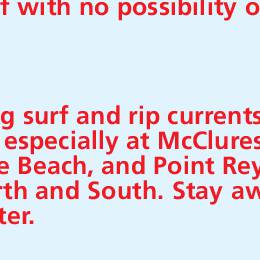 f with no possibility o
g surf and rip currents
especially at McClures
e Beach, and Point Rey
rth and South. Stay aw
ter.